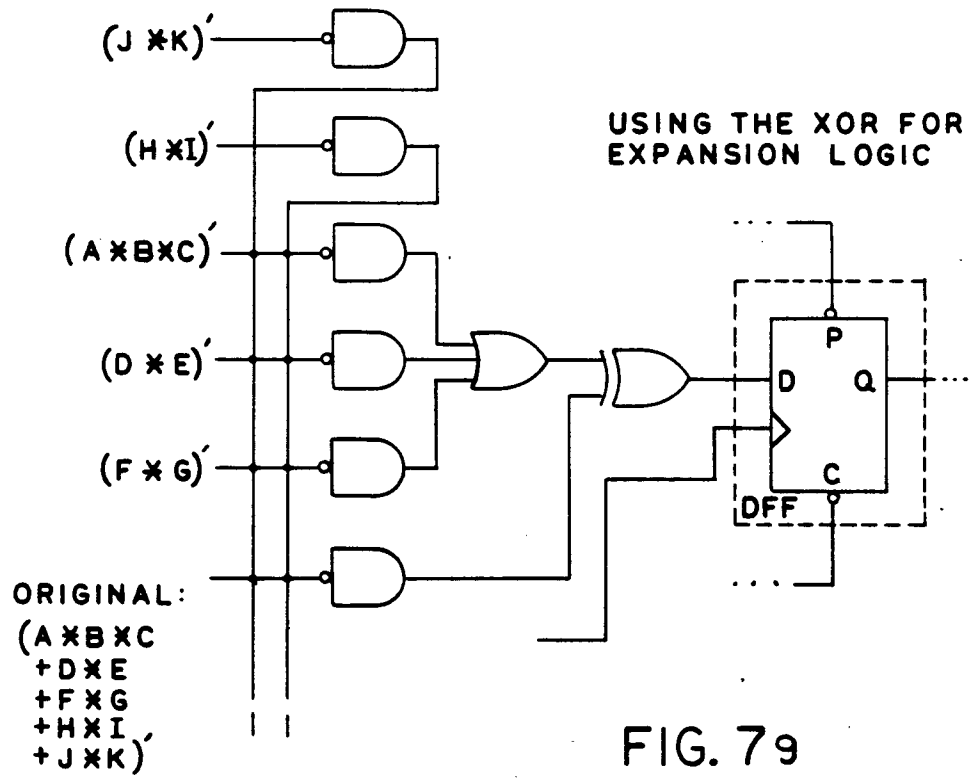 (J*K)′
(H*I)′
USING THE XOR FOR
EXPANSION LOGIC
(A*B*C)′
(D*E)′
(F*G)′
P
D Q
C
DFF
ORIGINAL:
(A*B*C
+D*E
+F*G
+H*I
+J*K)′
FIG. 79